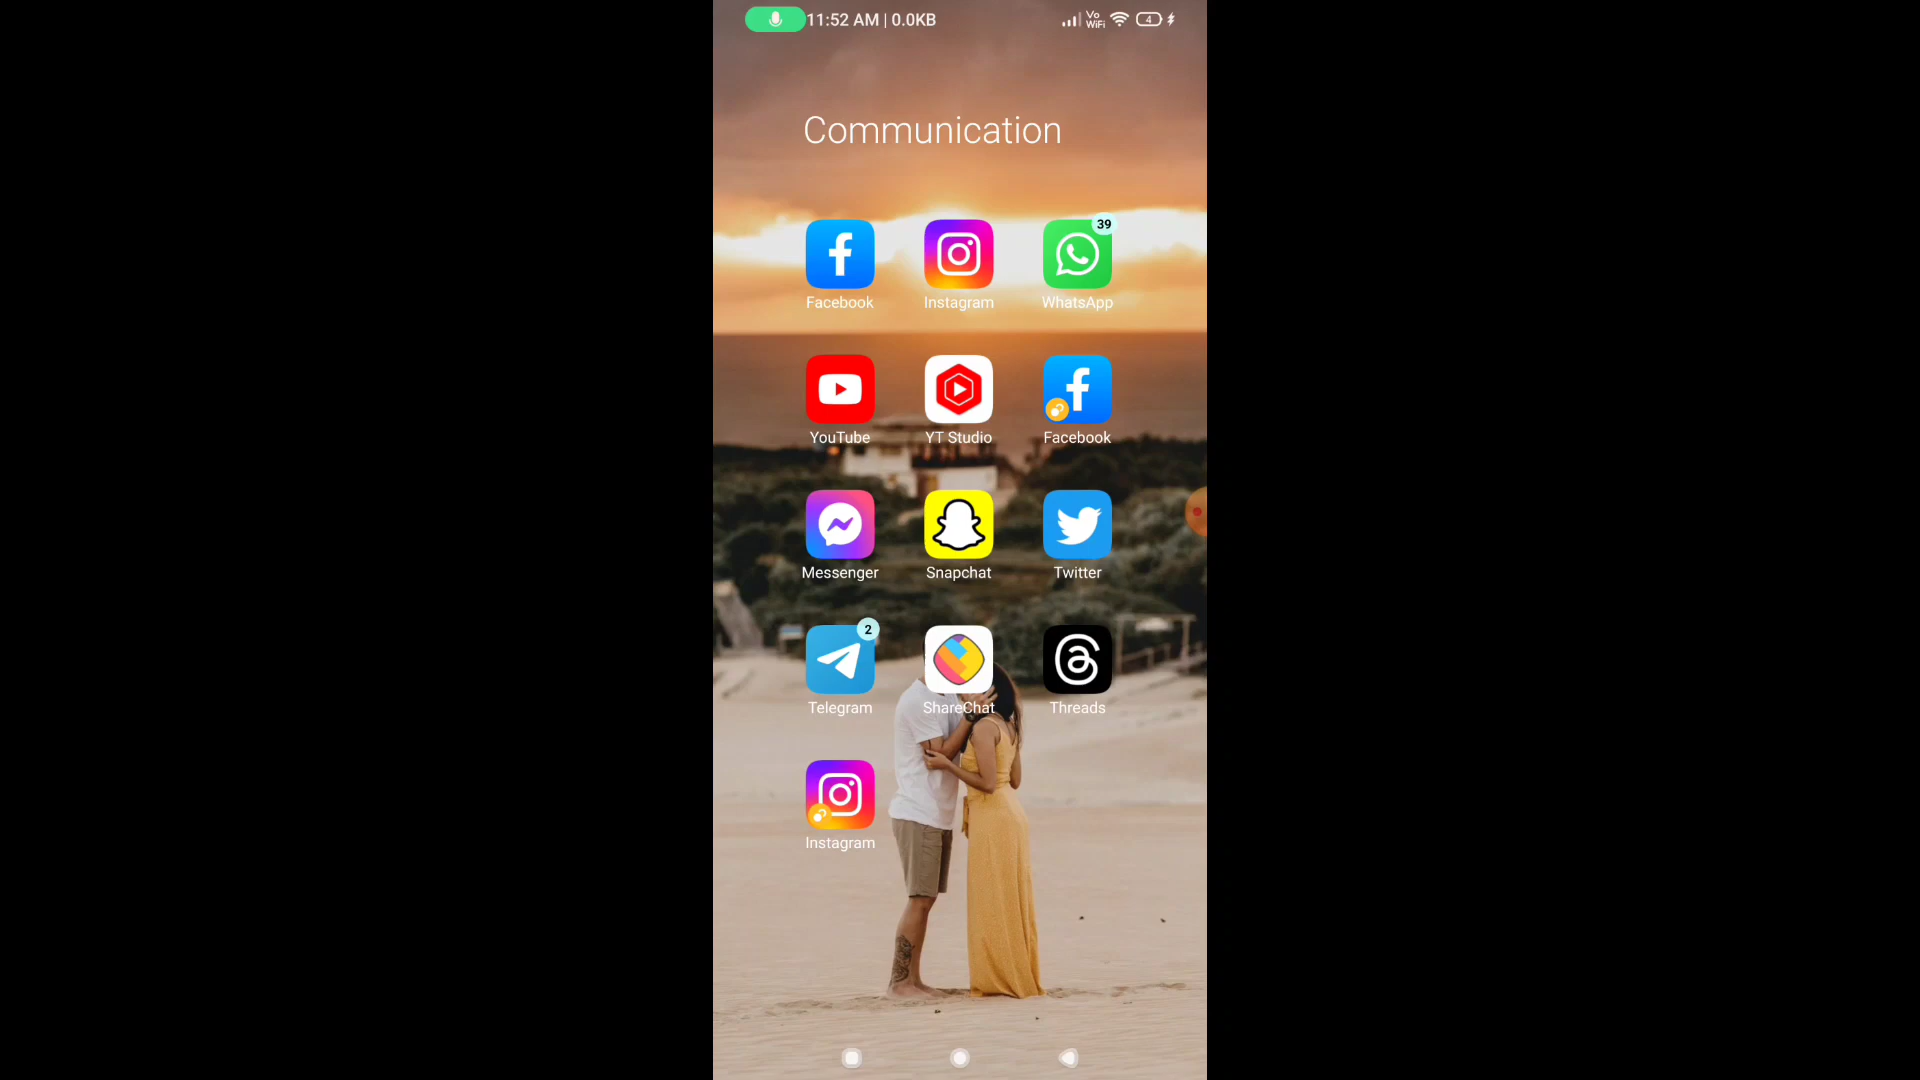 11:52 AM | 0.0KB Vo WiFi 4
Communication
39
Facebook Instagram WhatsApp
YouTube YT Studio Facebook
Messenger Snapchat Twitter
2
Telegram ShareChat Threads
Instagram